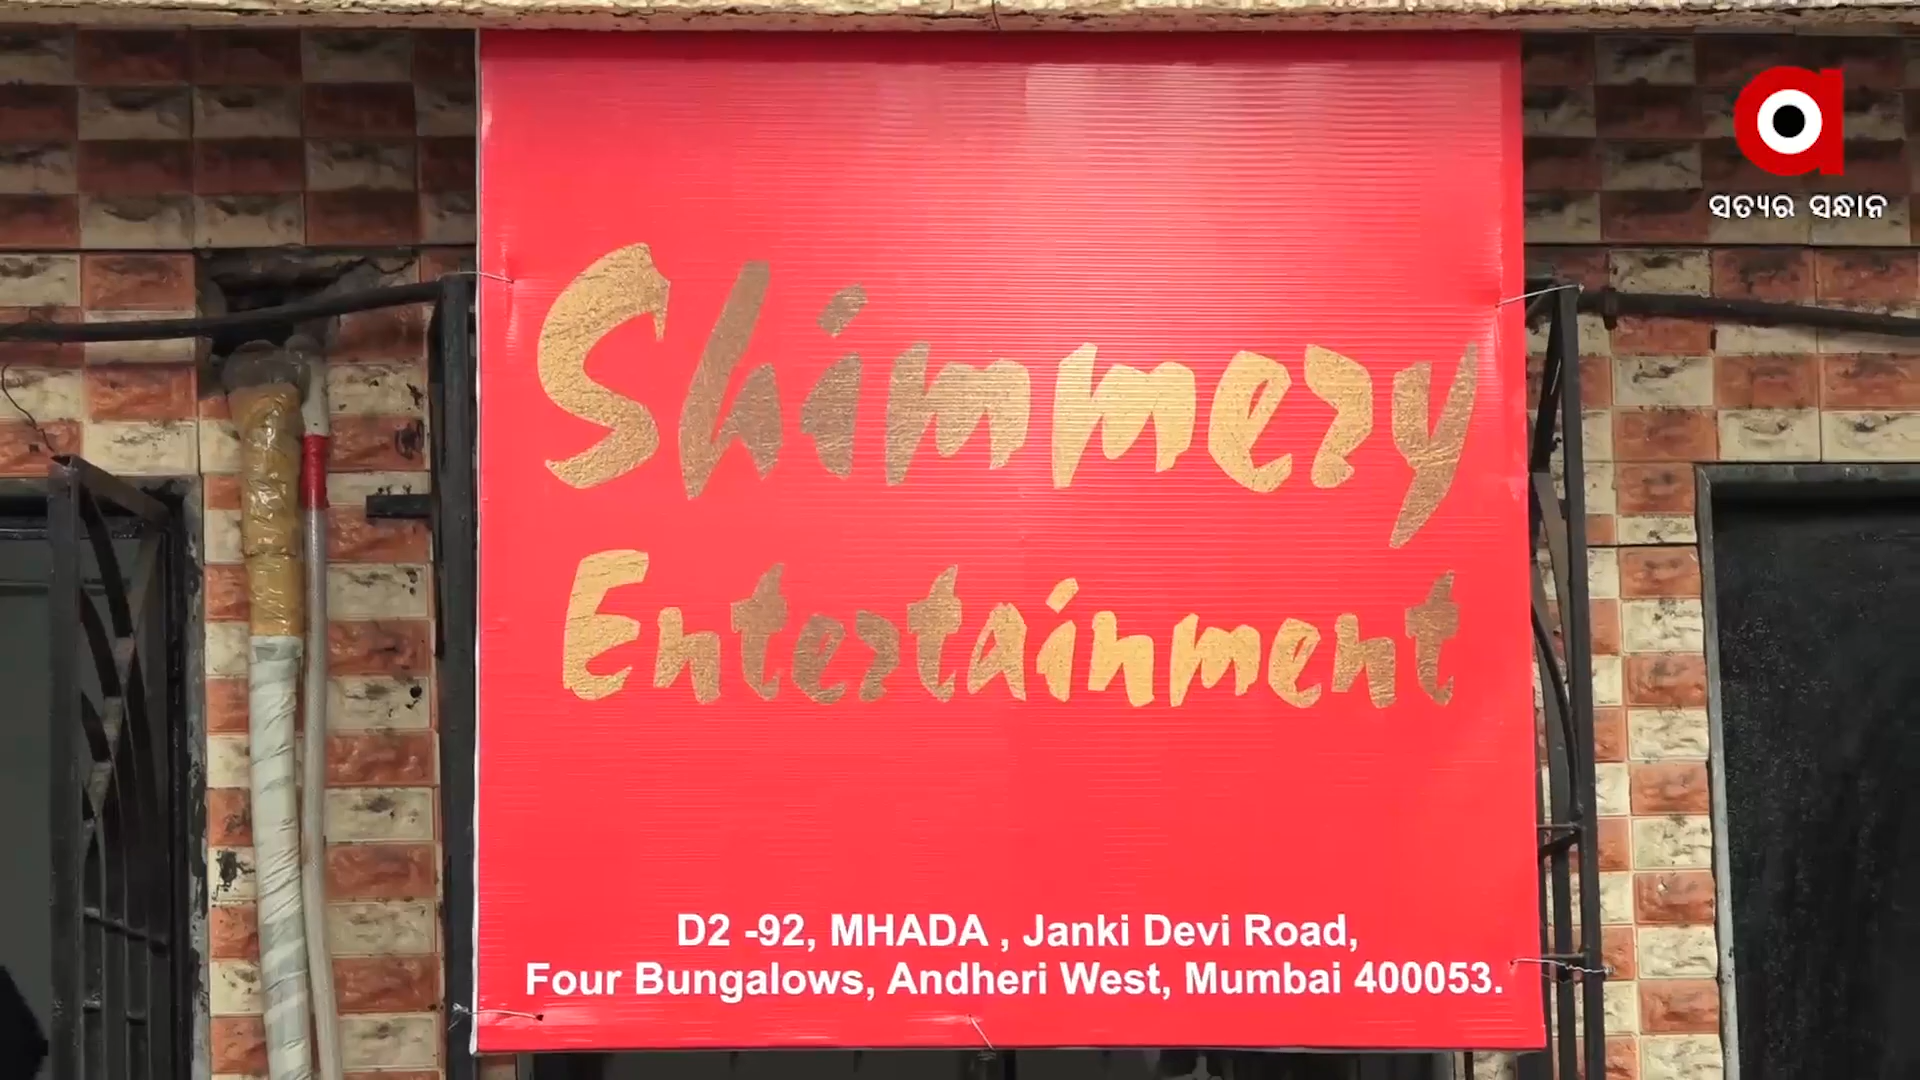 ସତ୍ୟର ସନ୍ଧାନ
Shimmery
Entertainment
D2 -92, MHADA , Janki Devi Road,
Four Bungalows, Andheri West, Mumbai 400053.